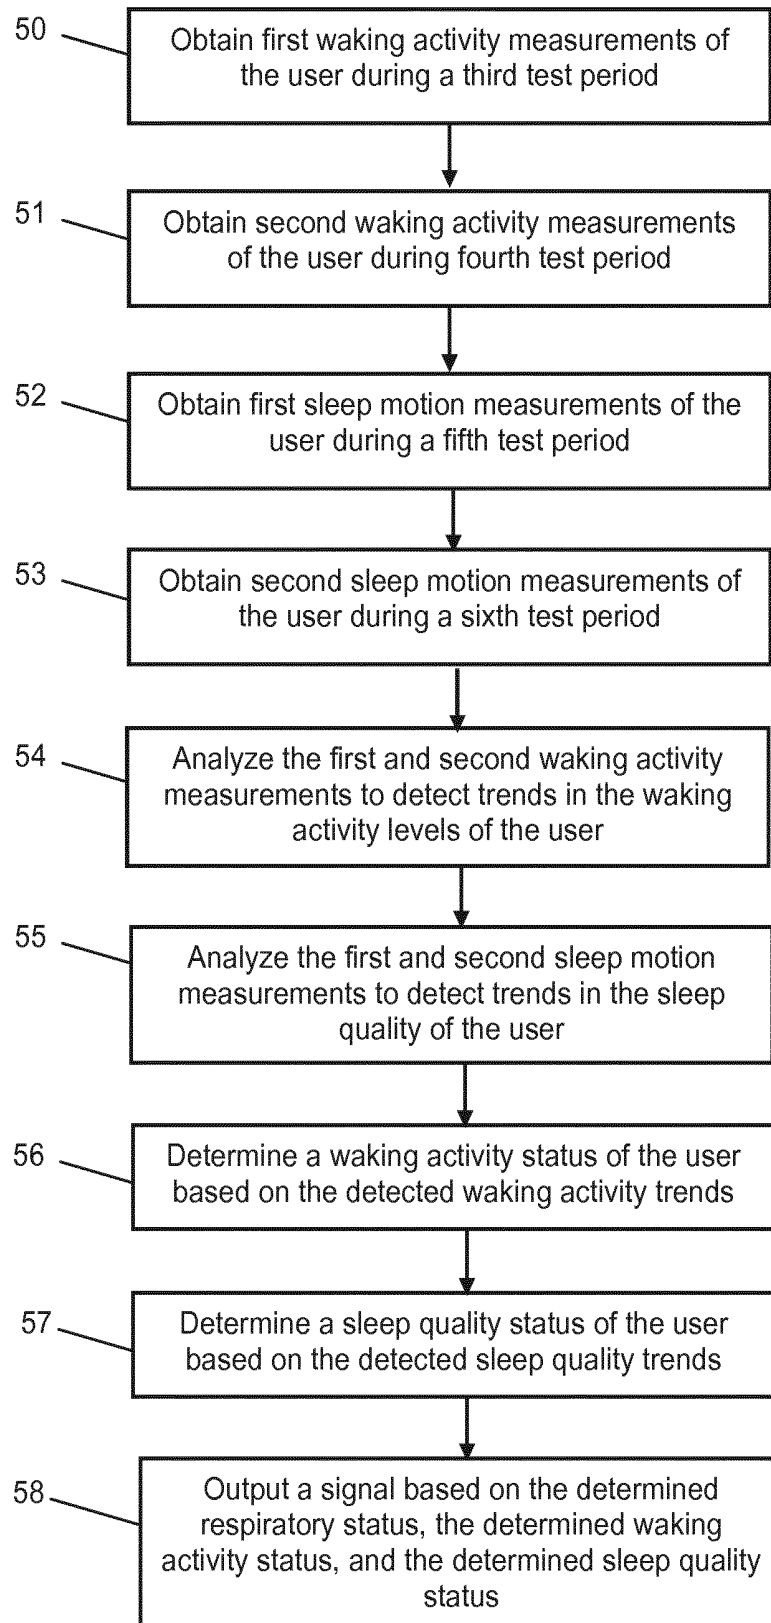 50
Obtain first waking activity measurements of
the user during a third test period
51
Obtain second waking activity measurements
of the user during fourth test period
52
Obtain first sleep motion measurements of the
user during a fifth test period
53
Obtain second sleep motion measurements of
the user during a sixth test period
54
Analyze the first and second waking activity
measurements to detect trends in the waking
activity levels of the user
55
Analyze the first and second sleep motion
measurements to detect trends in the sleep
quality of the user
56
Determine a waking activity status of the user
based on the detected waking activity trends
57
Determine a sleep quality status of the user
based on the detected sleep quality trends
58
Output a signal based on the determined
respiratory status, the determined waking
activity status, and the determined sleep quality
status